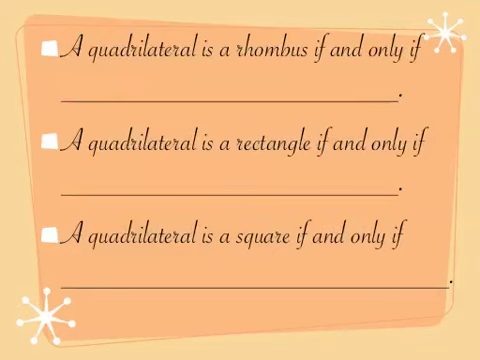 A quadrilateral is a rhombus if and only if
______________________________.
A quadrilateral is a rectangle if and only if
______________________________.
A quadrilateral is a square if and only if
___________________________________.